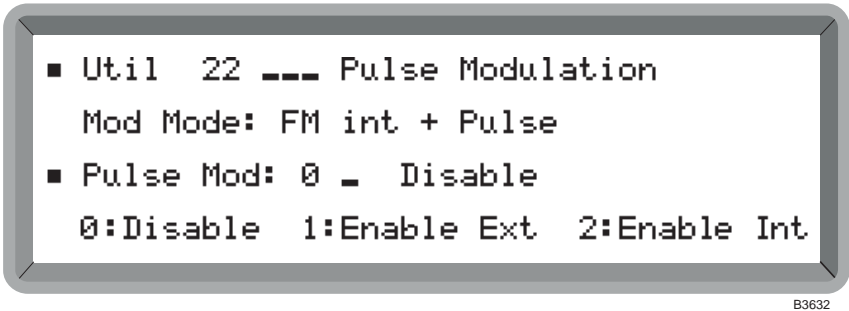 ▪ Util 22 ___ Pulse Modulation
Mod Mode: FM int + Pulse
▪ Pulse Mod: 0 _ Disable
0:Disable 1:Enable Ext 2:Enable Int
B3632